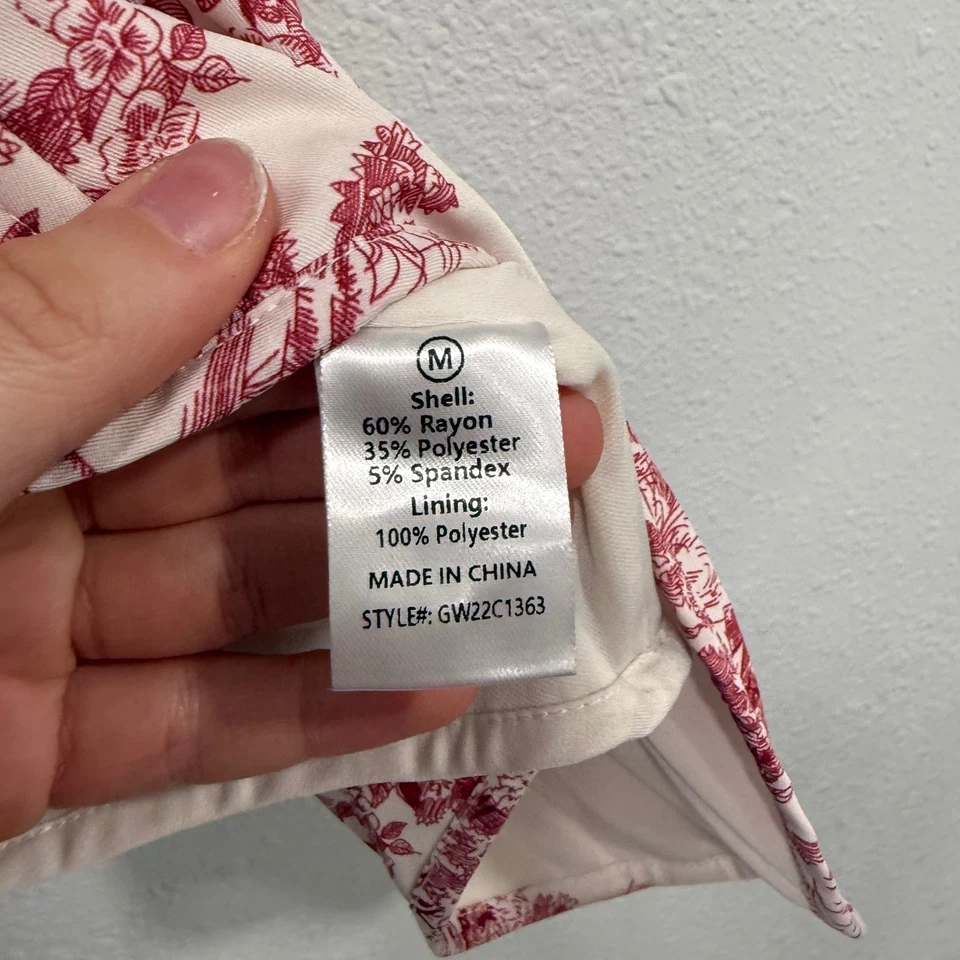 M
Shell:
60% Rayon
35% Polyester
5% Spandex
Lining:
100% Polyester
MADE IN CHINA
STYLE#: GW22C1363